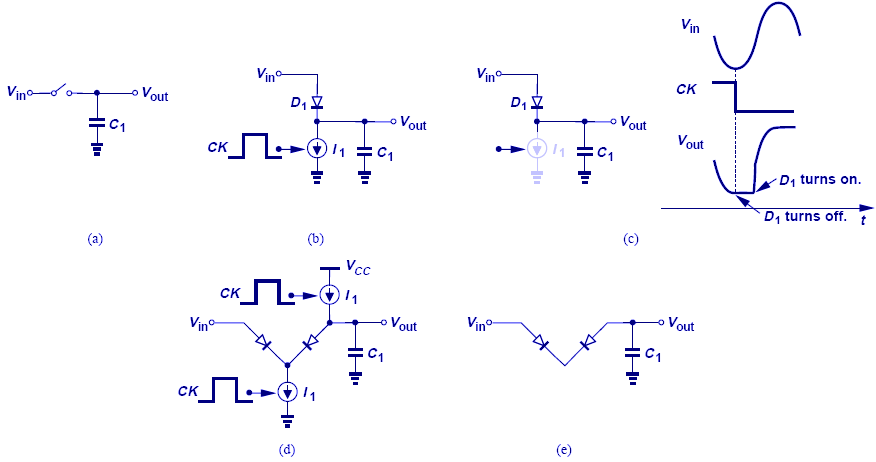 Vin
Vout
C1
(a)
Vin
D1
Vout
CK
I1
C1
(b)
Vin
D1
Vout
I1
C1
(c)
Vin
CK
Vout
D1 turns on.
D1 turns off.
t
VCC
CK
I1
Vin
Vout
C1
CK
I1
(d)
Vin
Vout
C1
(e)